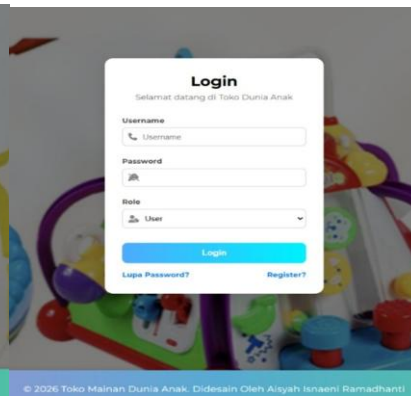 Login
Selamat datang di Toko Dunia Anak
Username
Username
Password
Role
User
Login
Lupa Password? Register?
© 2026 Toko Mainan Dunia Anak. Didesain Oleh Aisyah Isnaeni Ramadhanti